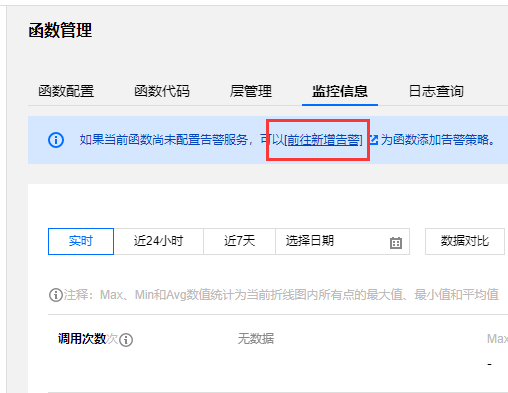 函数管理
函数配置 函数代码 层管理 监控信息 日志查询
如果当前函数尚未配置告警服务，可以[前往新增告警] 为函数添加告警策略。
实时 近24小时 近7天 选择日期 数据对比
注释：Max、Min和Avg数值统计为当前折线图内所有点的最大值、最小值和平均值
调用次数次 无数据 Max
-